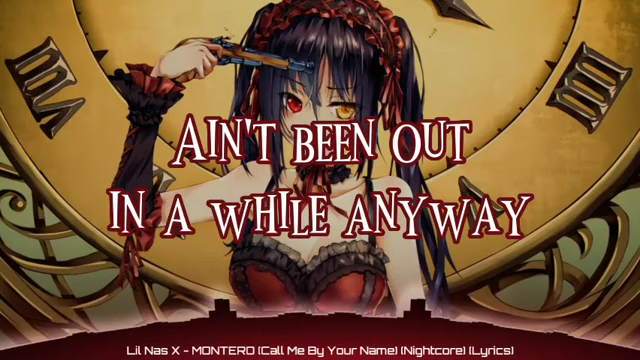 AIN'T BEEN OUT
IN A WHILE ANYWAY
Lil Nas X - MONTERO (Call Me By Your Name) (Nightcore) (Lyrics)